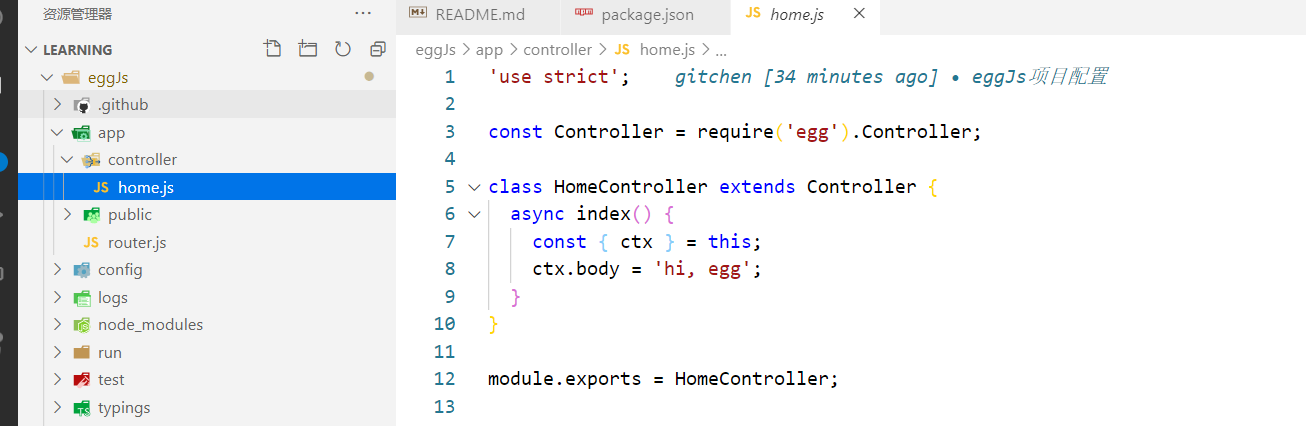 资源管理器 ...
LEARNING
eggJs
.github
app
controller
JS home.js
public
JS router.js
config
logs
node_modules
run
test
typings
README.md package.json JS home.js
eggJs > app > controller > JS home.js > ...
1 'use strict'; gitchen [34 minutes ago] • eggJs项目配置
2
3 const Controller = require('egg').Controller;
4
5 class HomeController extends Controller {
6 async index() {
7 const { ctx } = this;
8 ctx.body = 'hi, egg';
9 }
10 }
11
12 module.exports = HomeController;
13